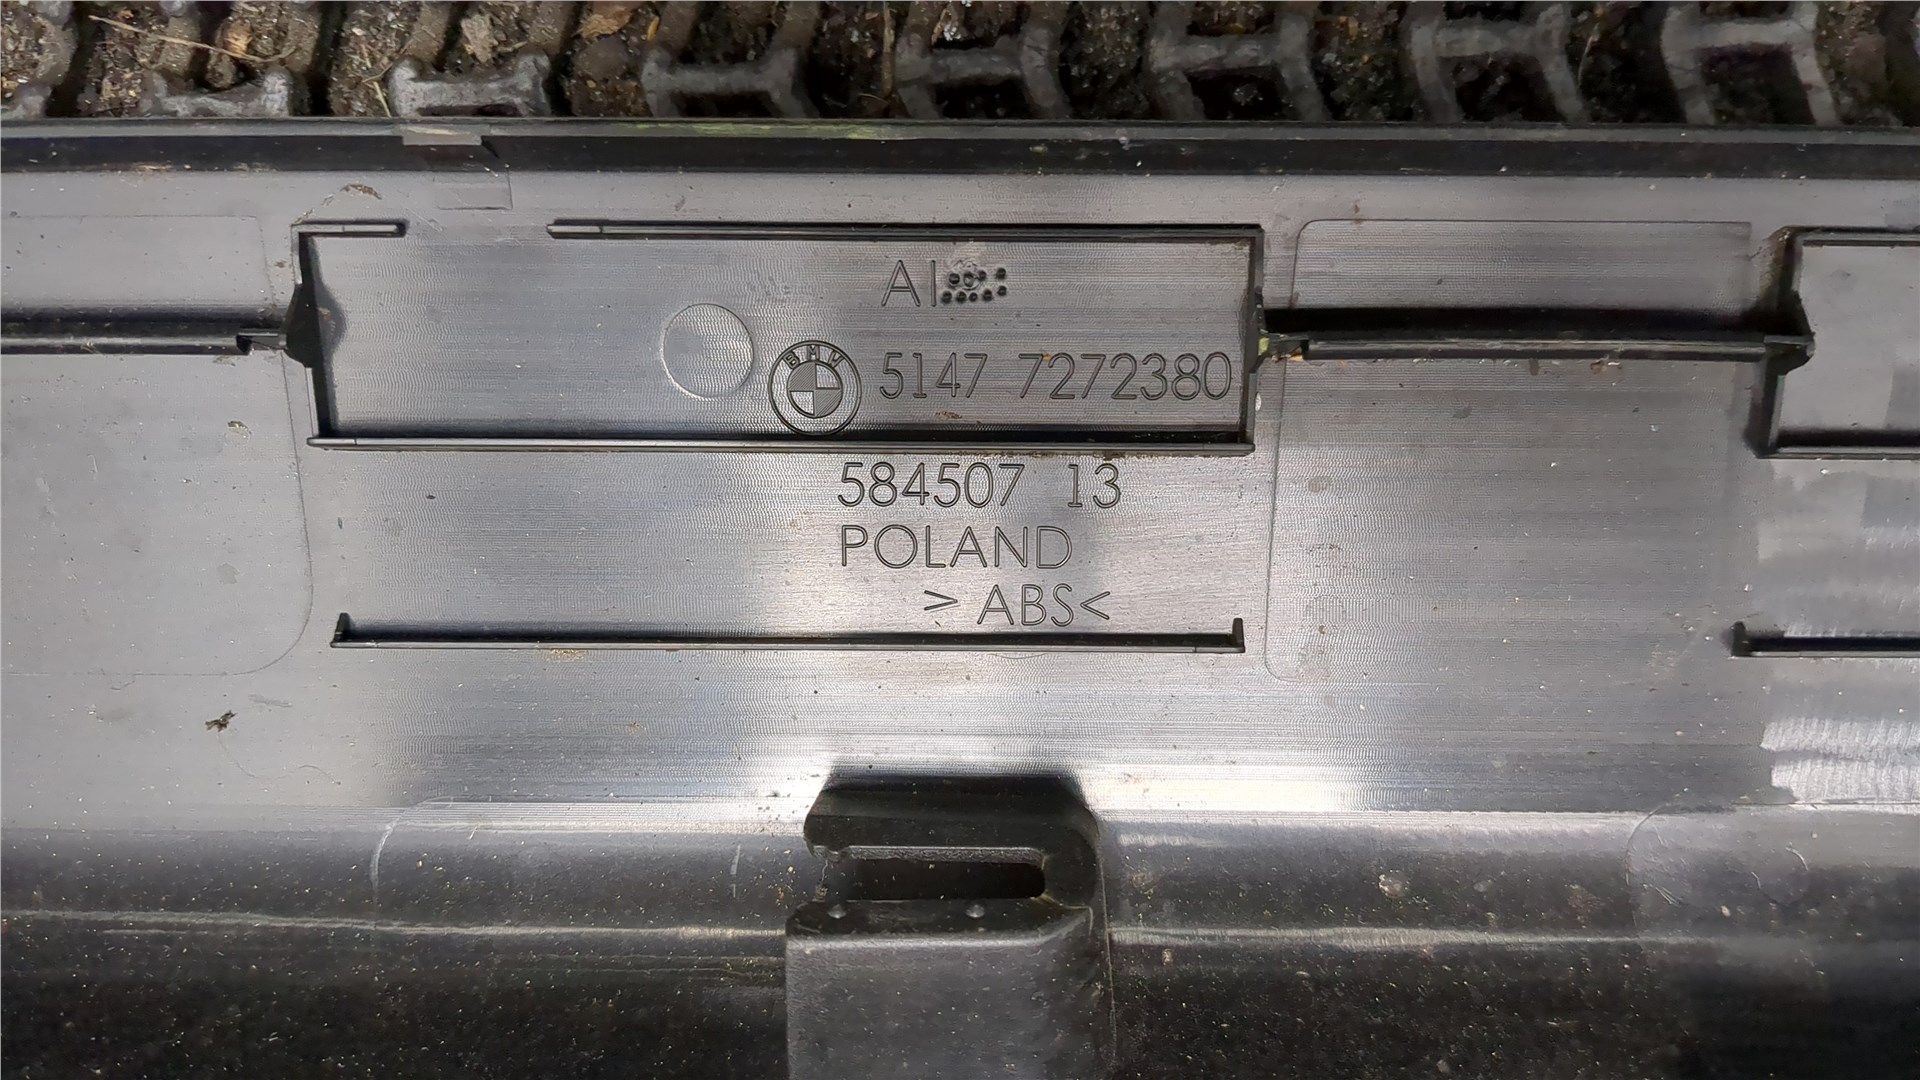 AI
BMW 5147 7272380
584507 13
POLAND
> ABS<